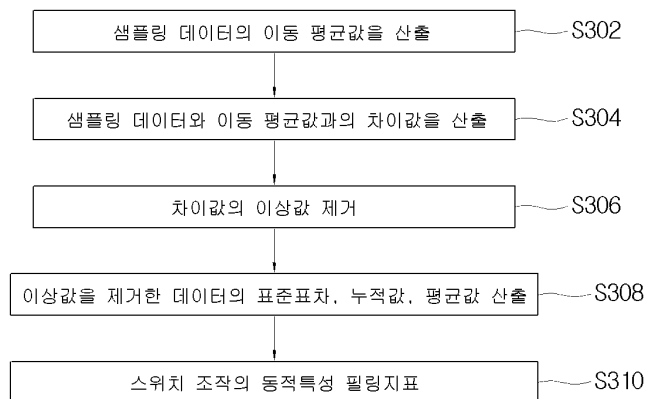 샘플링 데이터의 이동 평균값을 산출 S302
샘플링 데이터와 이동 평균값과의 차이값을 산출 S304
차이값의 이상값 제거 S306
이상값을 제거한 데이터의 표준표차, 누적값, 평균값 산출 S308
스위치 조작의 동적특성 필링지표 S310